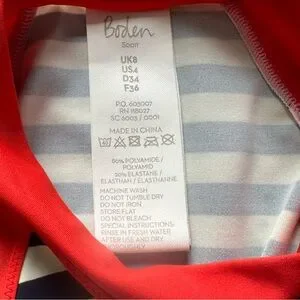 Boden
UK8
US4
D34
F36
P.O. 603007
RN 118027
SC 6003 / 0001
MADE IN CHINA
80% POLYAMIDE /
POLYAMID
20% ELASTANE /
ELASTHAN / ELASTHANNE.
MACHINE WASH
DO NOT TUMBLE DRY
DO NOT IRON
STORE FLAT
DO NOT BLEACH
SPECIAL INSTRUCTIONS:
RINSE IN FRESH WATER
AFTER USE AND DRY
THOROUGHLY